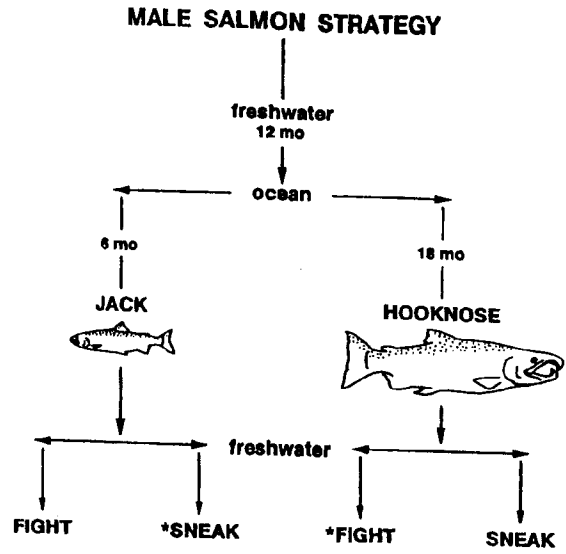 MALE SALMON STRATEGY
freshwater
12 mo
ocean
6 mo
18 mo
JACK
HOOKNOSE
freshwater
FIGHT
*SNEAK
*FIGHT
SNEAK